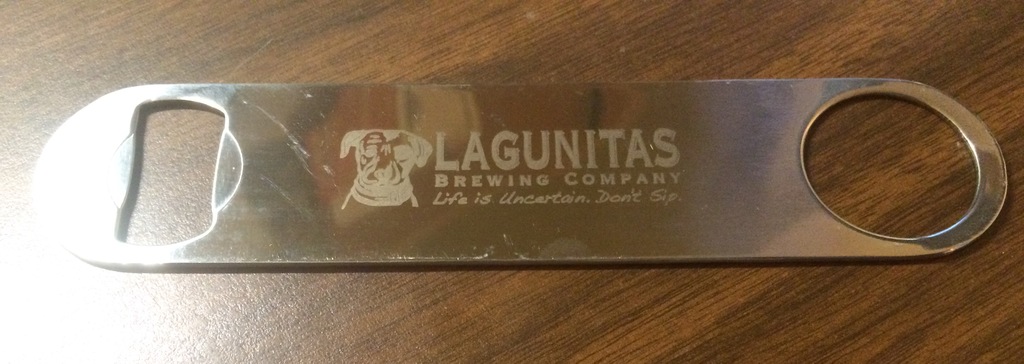 LAGUNITAS
BREWING COMPANY
Life is Uncertain. Don't Sip.